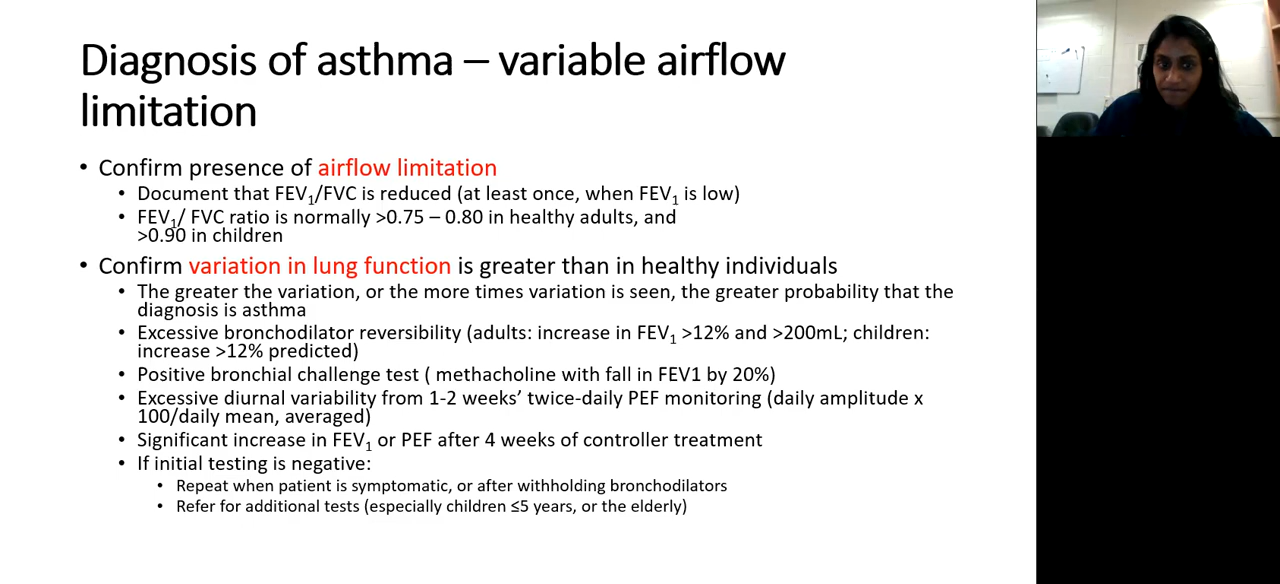 Diagnosis of asthma – variable airflow
limitation
• Confirm presence of airflow limitation
• Document that FEV1/FVC is reduced (at least once, when FEV1 is low)
• FEV1/ FVC ratio is normally >0.75 – 0.80 in healthy adults, and
>0.90 in children
• Confirm variation in lung function is greater than in healthy individuals
• The greater the variation, or the more times variation is seen, the greater probability that the
diagnosis is asthma
• Excessive bronchodilator reversibility (adults: increase in FEV1 >12% and >200mL; children:
increase >12% predicted)
• Positive bronchial challenge test ( methacholine with fall in FEV1 by 20%)
• Excessive diurnal variability from 1-2 weeks’ twice-daily PEF monitoring (daily amplitude x
100/daily mean, averaged)
• Significant increase in FEV1 or PEF after 4 weeks of controller treatment
• If initial testing is negative:
• Repeat when patient is symptomatic, or after withholding bronchodilators
• Refer for additional tests (especially children ≤5 years, or the elderly)